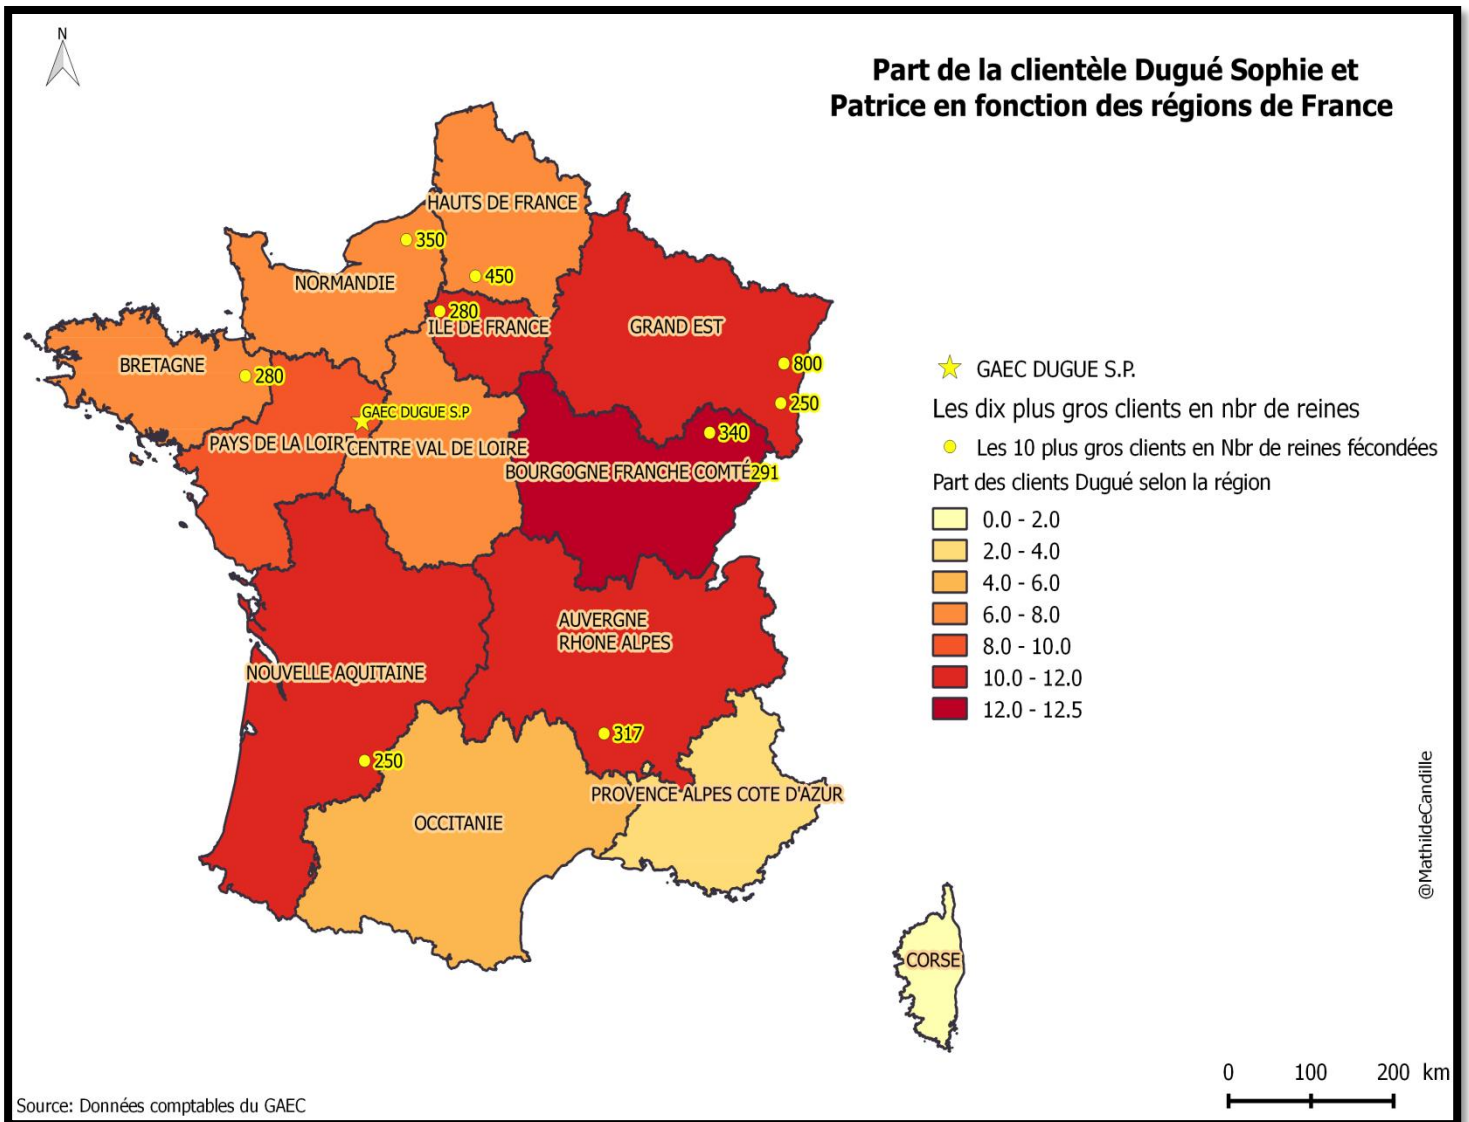 N
Part de la clientèle Dugué Sophie et
Patrice en fonction des régions de France
HAUTS DE FRANCE
350
450
NORMANDIE
280
ILE DE FRANCE
GRAND EST
BRETAGNE
280
800
250
GAEC DUGUE S.P
340
PAYS DE LA LOIRE
CENTRE VAL DE LOIRE
BOURGOGNE FRANCHE COMTÉ
291
AUVERGNE
RHONE ALPES
NOUVELLE AQUITAINE
317
250
PROVENCE ALPES COTE D'AZUR
OCCITANIE
CORSE
GAEC DUGUE S.P.
Les dix plus gros clients en nbr de reines
Les 10 plus gros clients en Nbr de reines fécondées
Part des clients Dugué selon la région
0.0 - 2.0
2.0 - 4.0
4.0 - 6.0
6.0 - 8.0
8.0 - 10.0
10.0 - 12.0
12.0 - 12.5
@MathildeCandille
0 100 200 km
Source: Données comptables du GAEC